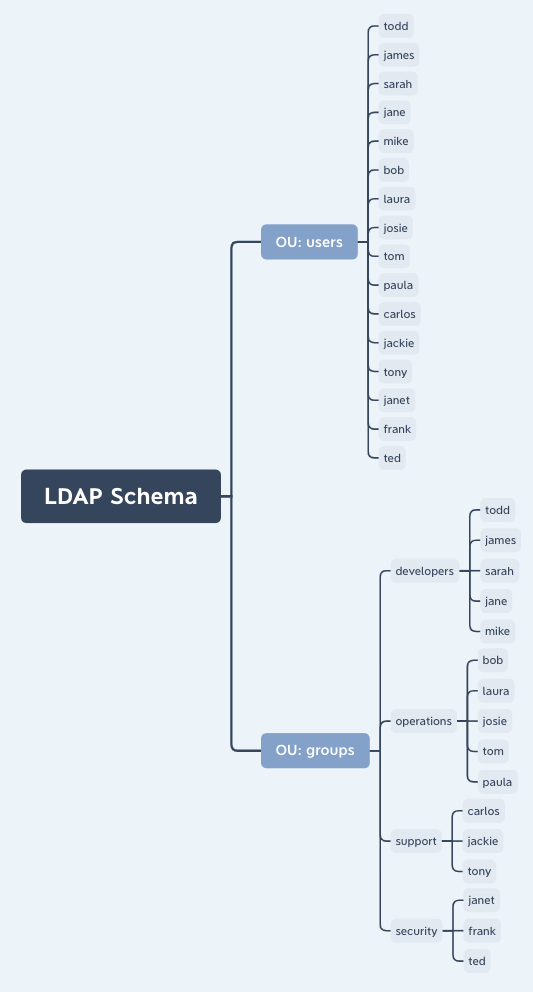 LDAP Schema
OU: users
todd
james
sarah
jane
mike
bob
laura
josie
tom
paula
carlos
jackie
tony
janet
frank
ted
OU: groups
developers
todd
james
sarah
jane
mike
operations
bob
laura
josie
tom
paula
support
carlos
jackie
tony
security
janet
frank
ted